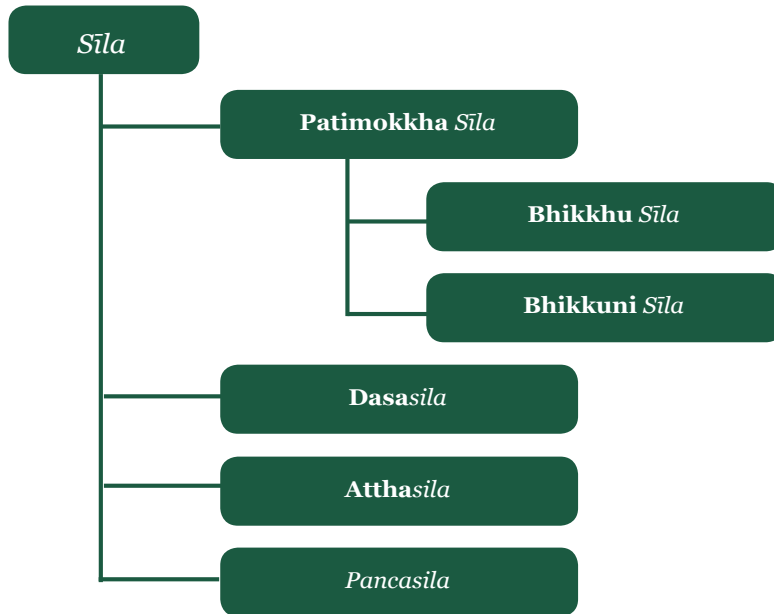 Sīla
Patimokkha Sīla
Bhikkhu Sīla
Bhikkuni Sīla
Dasasila
Atthasila
Pancasila